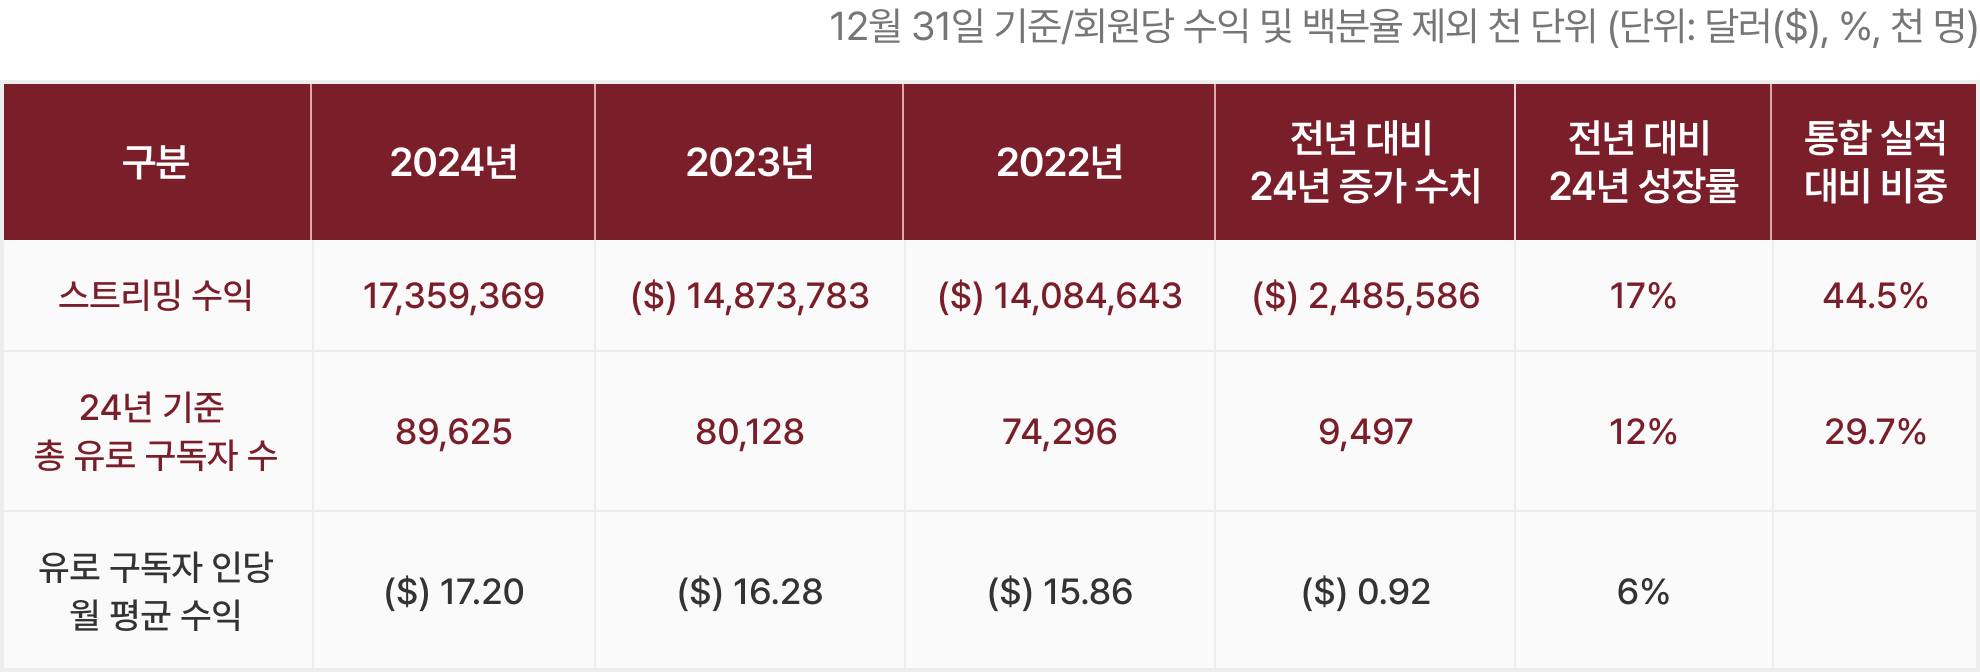 12월 31일 기준/회원당 수익 및 백분율 제외 천 단위 (단위: 달러($), %, 천 명)
구분 2024년 2023년 2022년 전년 대비 24년 증가 수치 전년 대비 24년 성장률 통합 실적 대비 비중
스트리밍 수익 17,359,369 ($) 14,873,783 ($) 14,084,643 ($) 2,485,586 17% 44.5%
24년 기준 총 유로 구독자 수 89,625 80,128 74,296 9,497 12% 29.7%
유로 구독자 인당 월 평균 수익 ($) 17.20 ($) 16.28 ($) 15.86 ($) 0.92 6%